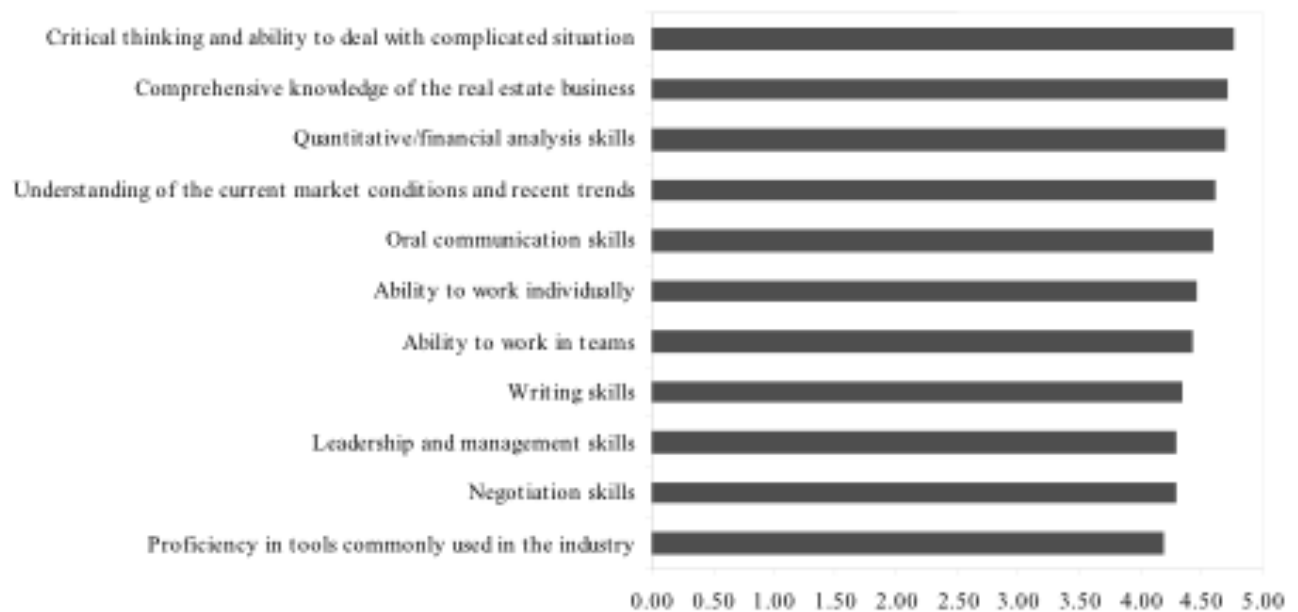 Critical thinking and ability to deal with complicated situation
Comprehensive knowledge of the real estate business
Quantitative/financial analysis skills
Understanding of the current market conditions and recent trends
Oral communication skills
Ability to work individually
Ability to work in teams
Writing skills
Leadership and management skills
Negotiation skills
Proficiency in tools commonly used in the industry
0.00 0.50 1.00 1.50 2.00 2.50 3.00 3.50 4.00 4.50 5.00